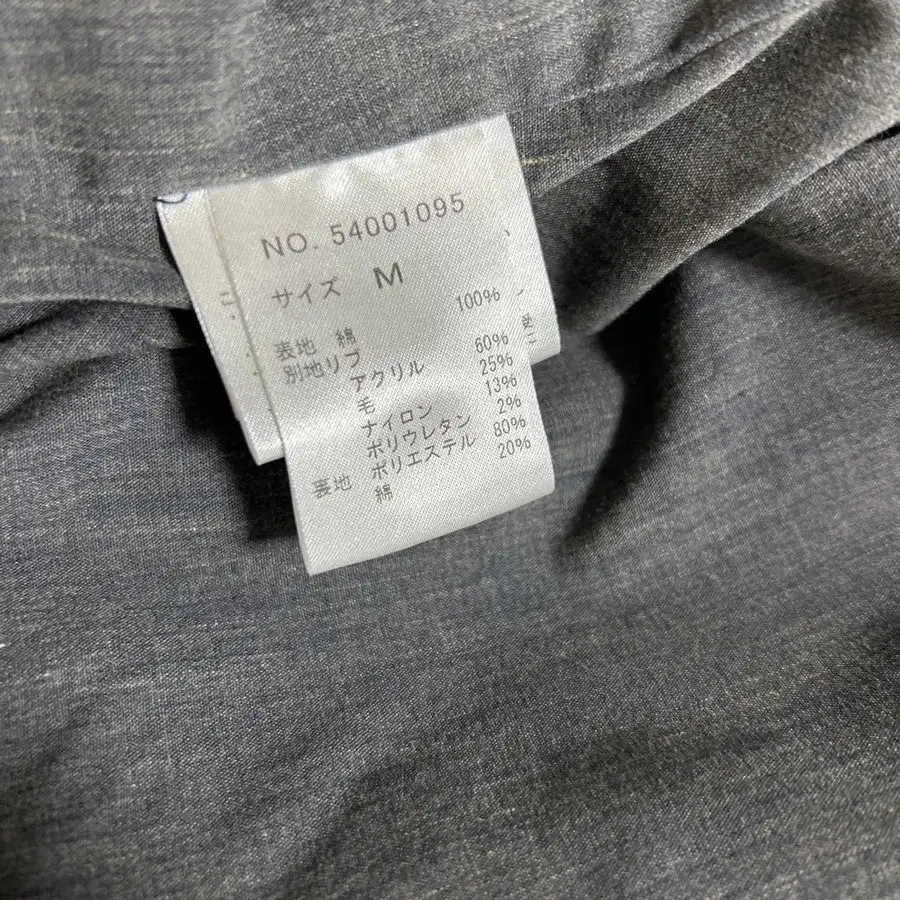 NO. 54001095
サイズ M
表地 綿 100%
別地リブ
アクリル 60%
毛 25%
ナイロン 13%
ポリウレタン 2%
裏地 ポリエステル 80%
綿 20%